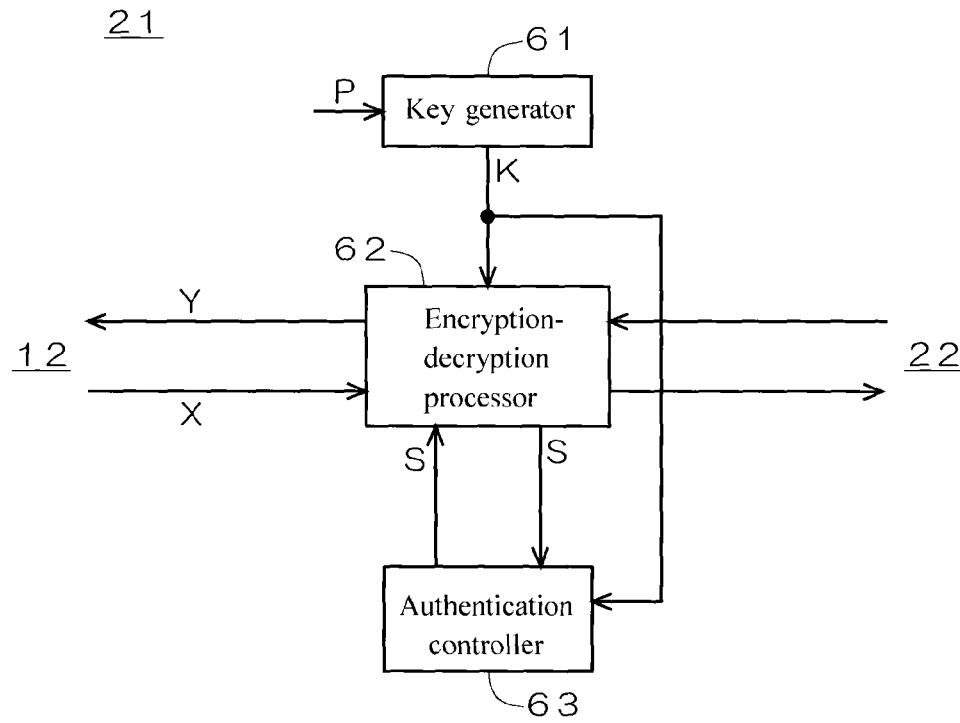 21
61
P
Key generator
K
62
Y
Encryption-
decryption
processor
12
22
X
S
S
Authentication
controller
63